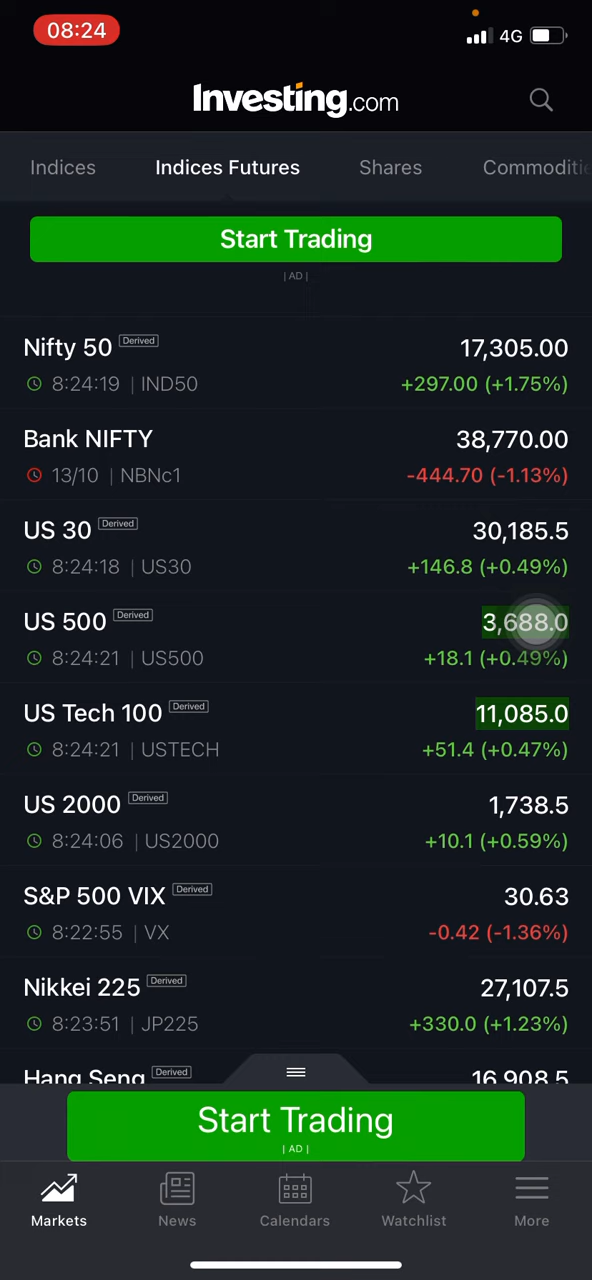 08:24
4G
Investing.com
Indices
Indices Futures
Shares
Commoditie
Start Trading
| AD |
Nifty 50 Derived 17,305.00
8:24:19 | IND50 +297.00 (+1.75%)
Bank NIFTY 38,770.00
13/10 | NBNc1 -444.70 (-1.13%)
US 30 Derived 30,185.5
8:24:18 | US30 +146.8 (+0.49%)
US 500 Derived 3,688.0
8:24:21 | US500 +18.1 (+0.49%)
US Tech 100 Derived 11,085.0
8:24:21 | USTECH +51.4 (+0.47%)
US 2000 Derived 1,738.5
8:24:06 | US2000 +10.1 (+0.59%)
S&P 500 VIX Derived 30.63
8:22:55 | VX -0.42 (-1.36%)
Nikkei 225 Derived 27,107.5
8:23:51 | JP225 +330.0 (+1.23%)
Hang Seng Derived 16,908.5
Start Trading
| AD |
Markets
News
Calendars
Watchlist
More